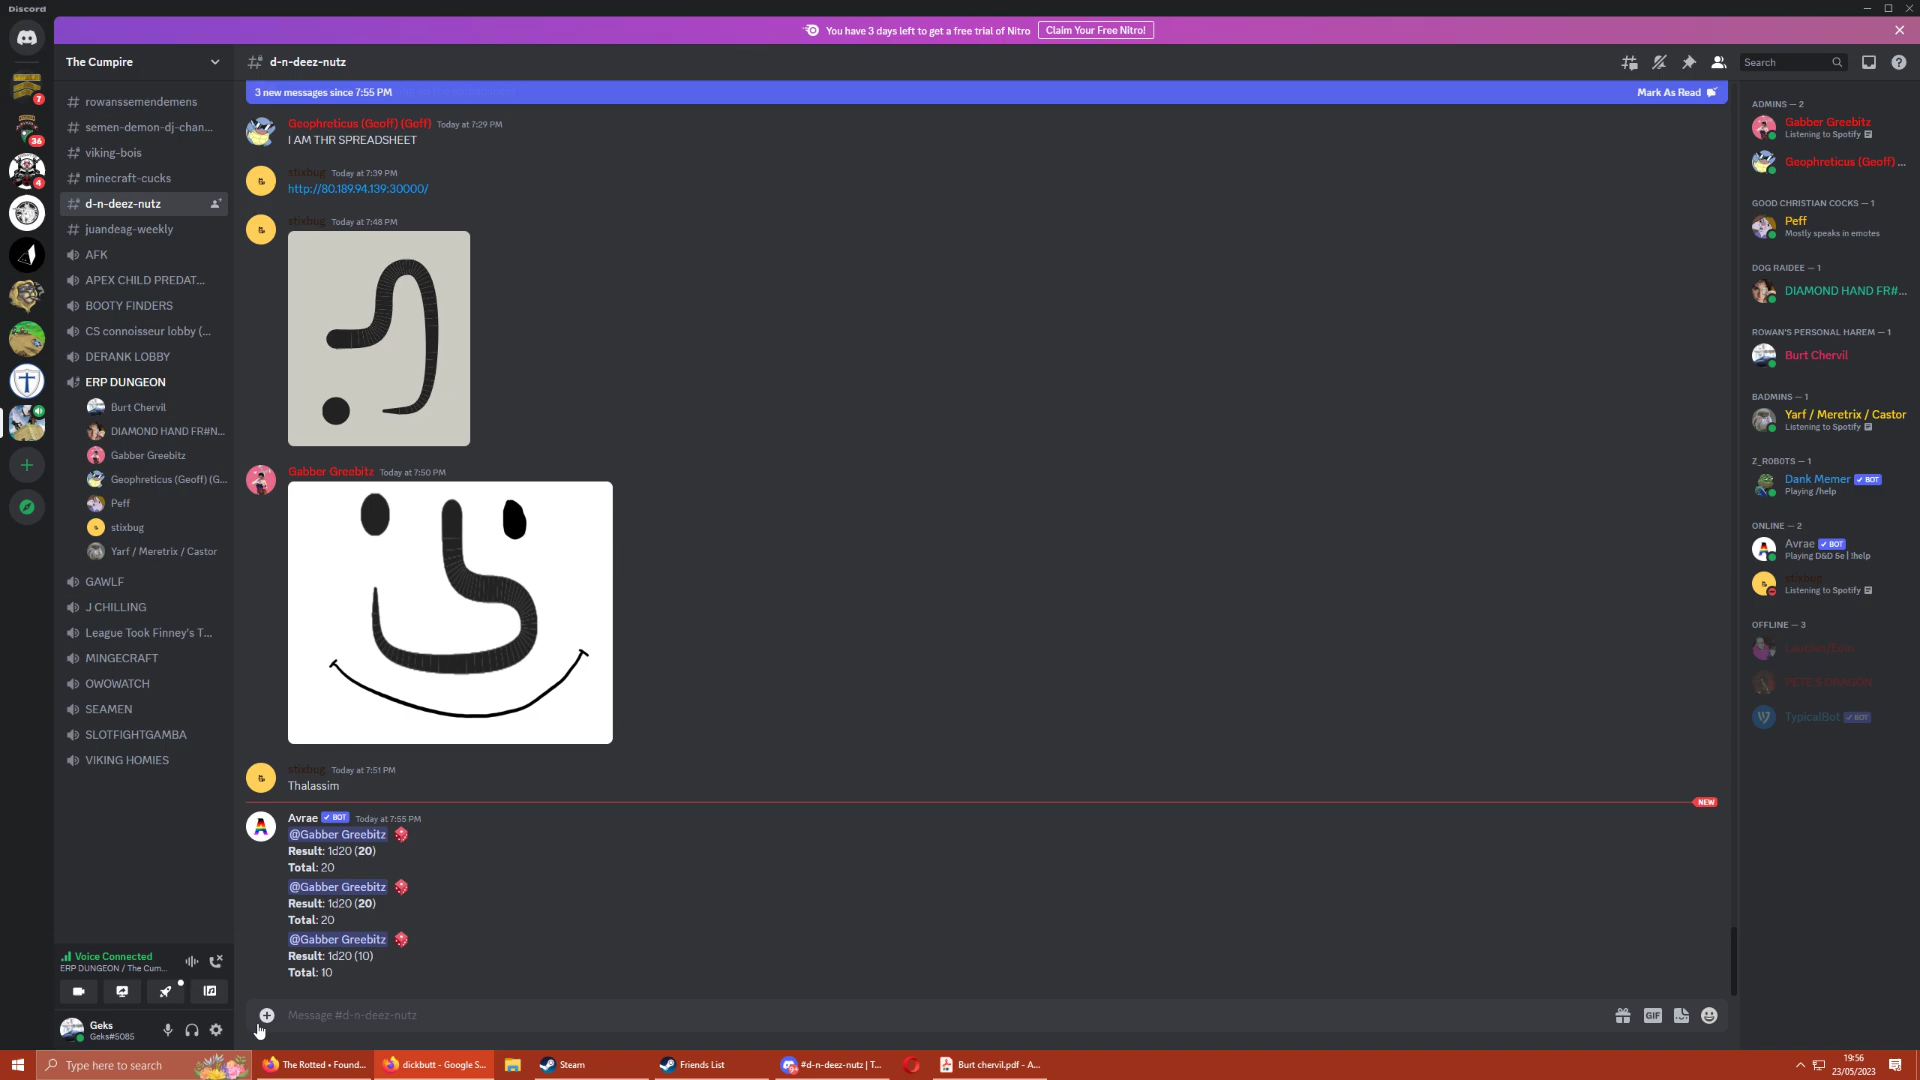 Discord
You have 3 days left to get a free trial of Nitro
Claim Your Free Nitro!
The Cumpire
d-n-deez-nutz
Search
7
36
4
rowanssemendemens
semen-demon-dj-chan...
viking-bois
minecraft-cucks
d-n-deez-nutz
juandeag-weekly
AFK
APEX CHILD PREDAT...
BOOTY FINDERS
CS connoisseur lobby (...
DERANK LOBBY
ERP DUNGEON
Burt Chervil
DIAMOND HAND FR#N...
Gabber Greebitz
Geophreticus (Geoff) (G...
Peff
stixbug
Yarf / Meretrix / Castor
GAWLF
J CHILLING
League Took Finney's T...
MINGECRAFT
OWOWATCH
SEAMEN
SLOTFIGHTGAMBA
VIKING HOMIES
Voice Connected
ERP DUNGEON / The Cum...
Geks
Geks#5085
3 new messages since 7:55 PM
Mark As Read
Geophreticus (Geoff) (Goff) Today at 7:29 PM
I AM THR SPREADSHEET
stixbug Today at 7:39 PM
http://80.189.94.139:30000/
stixbug Today at 7:48 PM
Gabber Greebitz Today at 7:50 PM
stixbug Today at 7:51 PM
Thalassim
NEW
Avrae BOT Today at 7:55 PM
@Gabber Greebitz
Result: 1d20 (20)
Total: 20
@Gabber Greebitz
Result: 1d20 (20)
Total: 20
@Gabber Greebitz
Result: 1d20 (10)
Total: 10
Message #d-n-deez-nutz
GIF
ADMINS — 2
Gabber Greebitz
Listening to Spotify
Geophreticus (Geoff) ...
GOOD CHRISTIAN COCKS — 1
Peff
Mostly speaks in emotes
DOG RAIDEE — 1
DIAMOND HAND FR#...
ROWAN'S PERSONAL HAREM — 1
Burt Chervil
BADMINS — 1
Yarf / Meretrix / Castor
Listening to Spotify
Z_ROBOTS — 1
Dank Memer BOT
Playing /help
ONLINE — 2
Avrae BOT
Playing D&D 5e | !help
stixbug
Listening to Spotify
OFFLINE — 3
PETE'S DRAGON
TypicalBot BOT
Type here to search
The Rotted • Found...
dickbutt - Google S...
Steam
Friends List
#d-n-deez-nutz | T...
Burt chervil.pdf - A...
19:56
23/05/2023